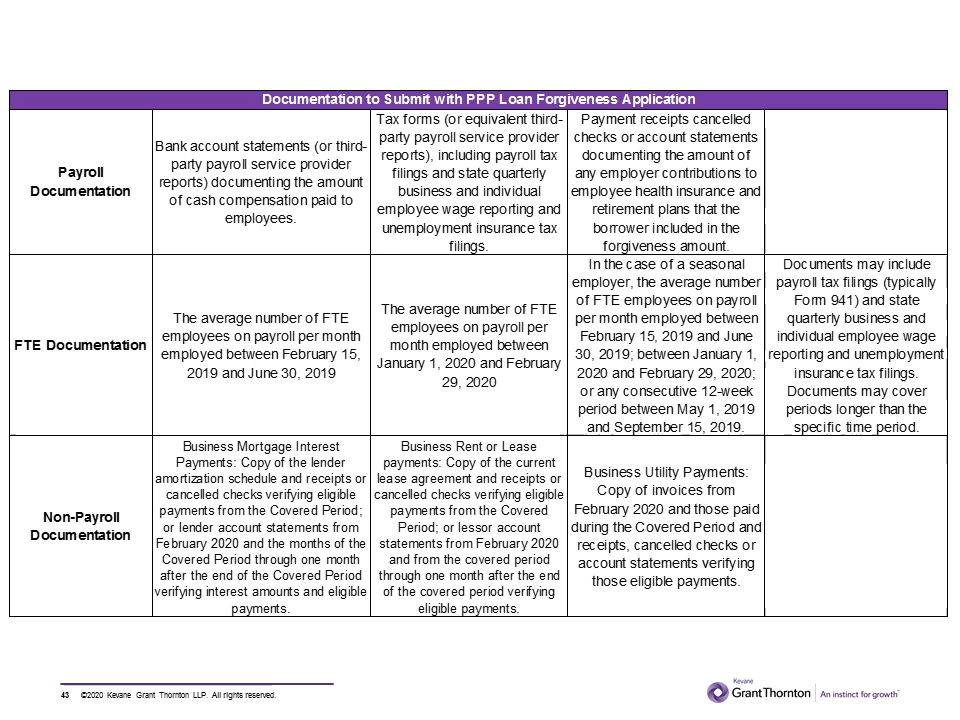 Documentation to Submit with PPP Loan Forgiveness Application
Payroll
Documentation
Bank account statements (or third-
party payroll service provider
reports) documenting the amount
of cash compensation paid to
employees.
Tax forms (or equivalent third-
party payroll service provider
reports), including payroll tax
filings and state quarterly
business and individual
employee wage reporting and
unemployment insurance tax
filings.
Payment receipts cancelled
checks or account statements
documenting the amount of
any employer contributions to
employee health insurance and
retirement plans that the
borrower included in the
forgiveness amount.
FTE Documentation
The average number of FTE
employees on payroll per month
employed between February 15,
2019 and June 30, 2019
The average number of FTE
employees on payroll per
month employed between
January 1, 2020 and February
29, 2020
In the case of a seasonal
employer, the average number
of FTE employees on payroll
per month employed between
February 15, 2019 and June
30, 2019; between January 1,
2020 and February 29, 2020;
or any consecutive 12-week
period between May 1, 2019
and September 15, 2019.
Documents may include
payroll tax filings (typically
Form 941) and state
quarterly business and
individual employee wage
reporting and unemployment
insurance tax filings.
Documents may cover
periods longer than the
specific time period.
Non-Payroll
Documentation
Business Mortgage Interest
Payments: Copy of the lender
amortization schedule and receipts or
cancelled checks verifying eligible
payments from the Covered Period;
or lender account statements from
February 2020 and the months of the
Covered Period through one month
after the end of the Covered Period
verifying interest amounts and eligible
payments.
Business Rent or Lease
payments: Copy of the current
lease agreement and receipts or
cancelled checks verifying eligible
payments from the Covered
Period; or lessor account
statements from February 2020
and from the covered period
through one month after the end
of the covered period verifying
eligible payments.
Business Utility Payments:
Copy of invoices from
February 2020 and those paid
during the Covered Period and
receipts, cancelled checks or
account statements verifying
those eligible payments.
43 ©2020 Kevane Grant Thornton LLP. All rights reserved.
Kevane
Grant Thornton
An instinct for growth™